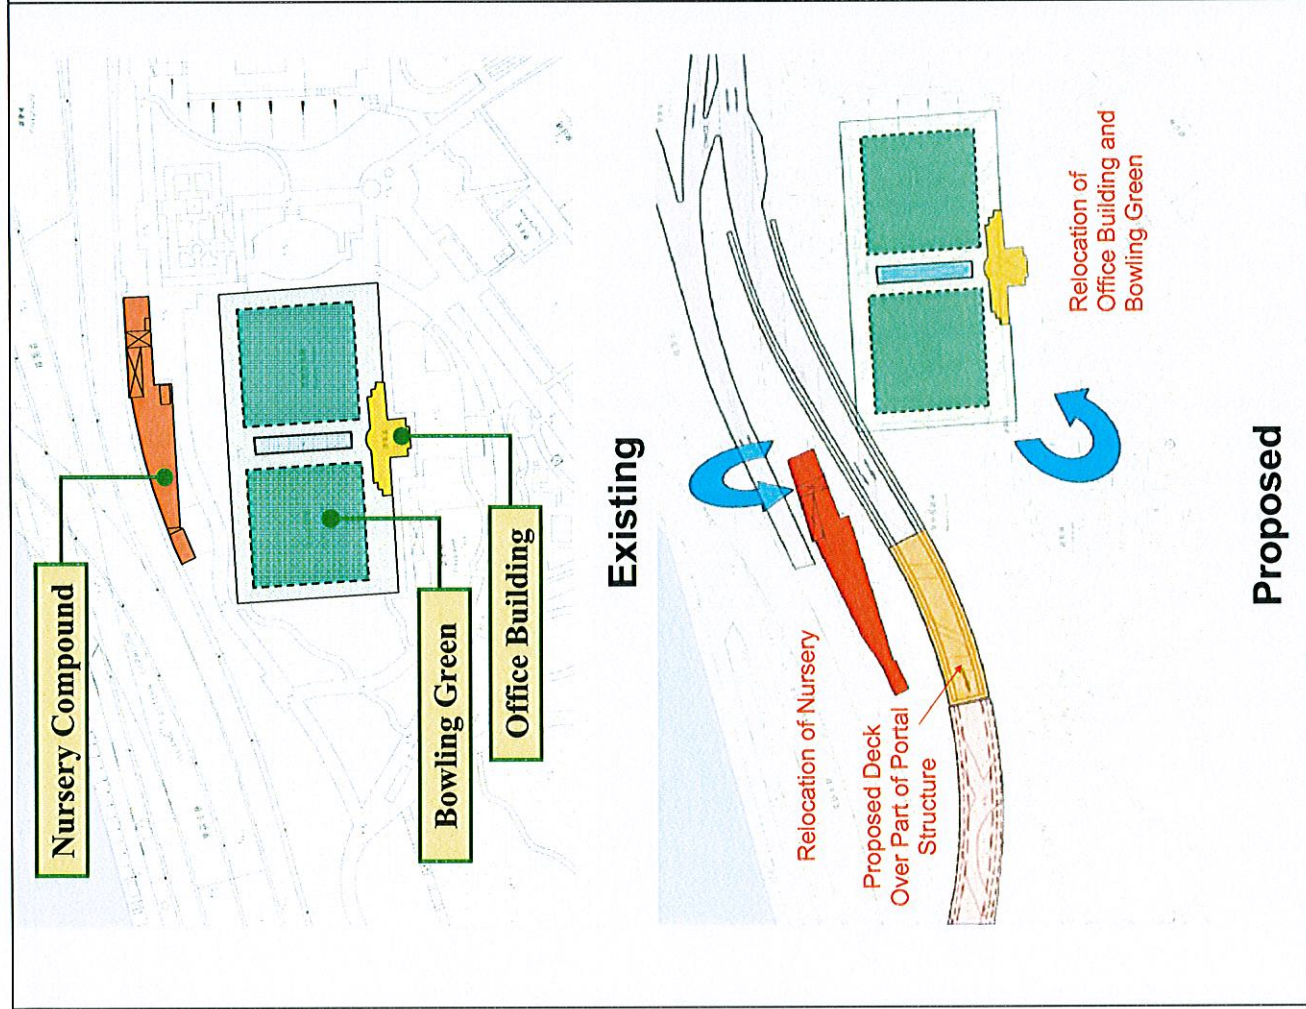 Nursery Compound
Bowling Green
Office Building
Existing
Relocation of Nursery
Proposed Deck
Over Part of Portal
Structure
Relocation of
Office Building and
Bowling Green
Proposed